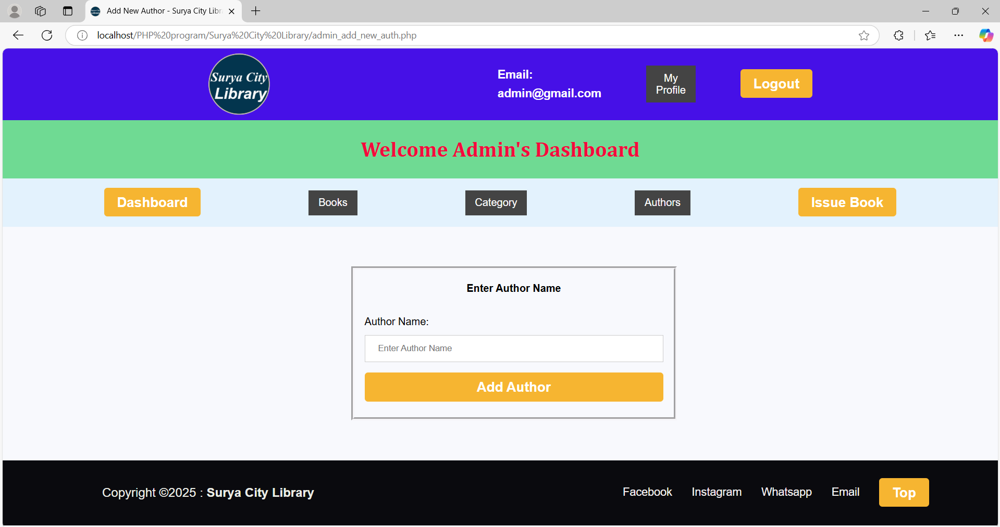 Add New Author - Surya City Libr
localhost/PHP%20program/Surya%20City%20Library/admin_add_new_auth.php
Surya City
Library
Email:
admin@gmail.com
My
Profile
Logout
Welcome Admin's Dashboard
Dashboard
Books
Category
Authors
Issue Book
Enter Author Name
Author Name:
Enter Author Name
Add Author
Copyright ©2025 : Surya City Library
Facebook
Instagram
Whatsapp
Email
Top